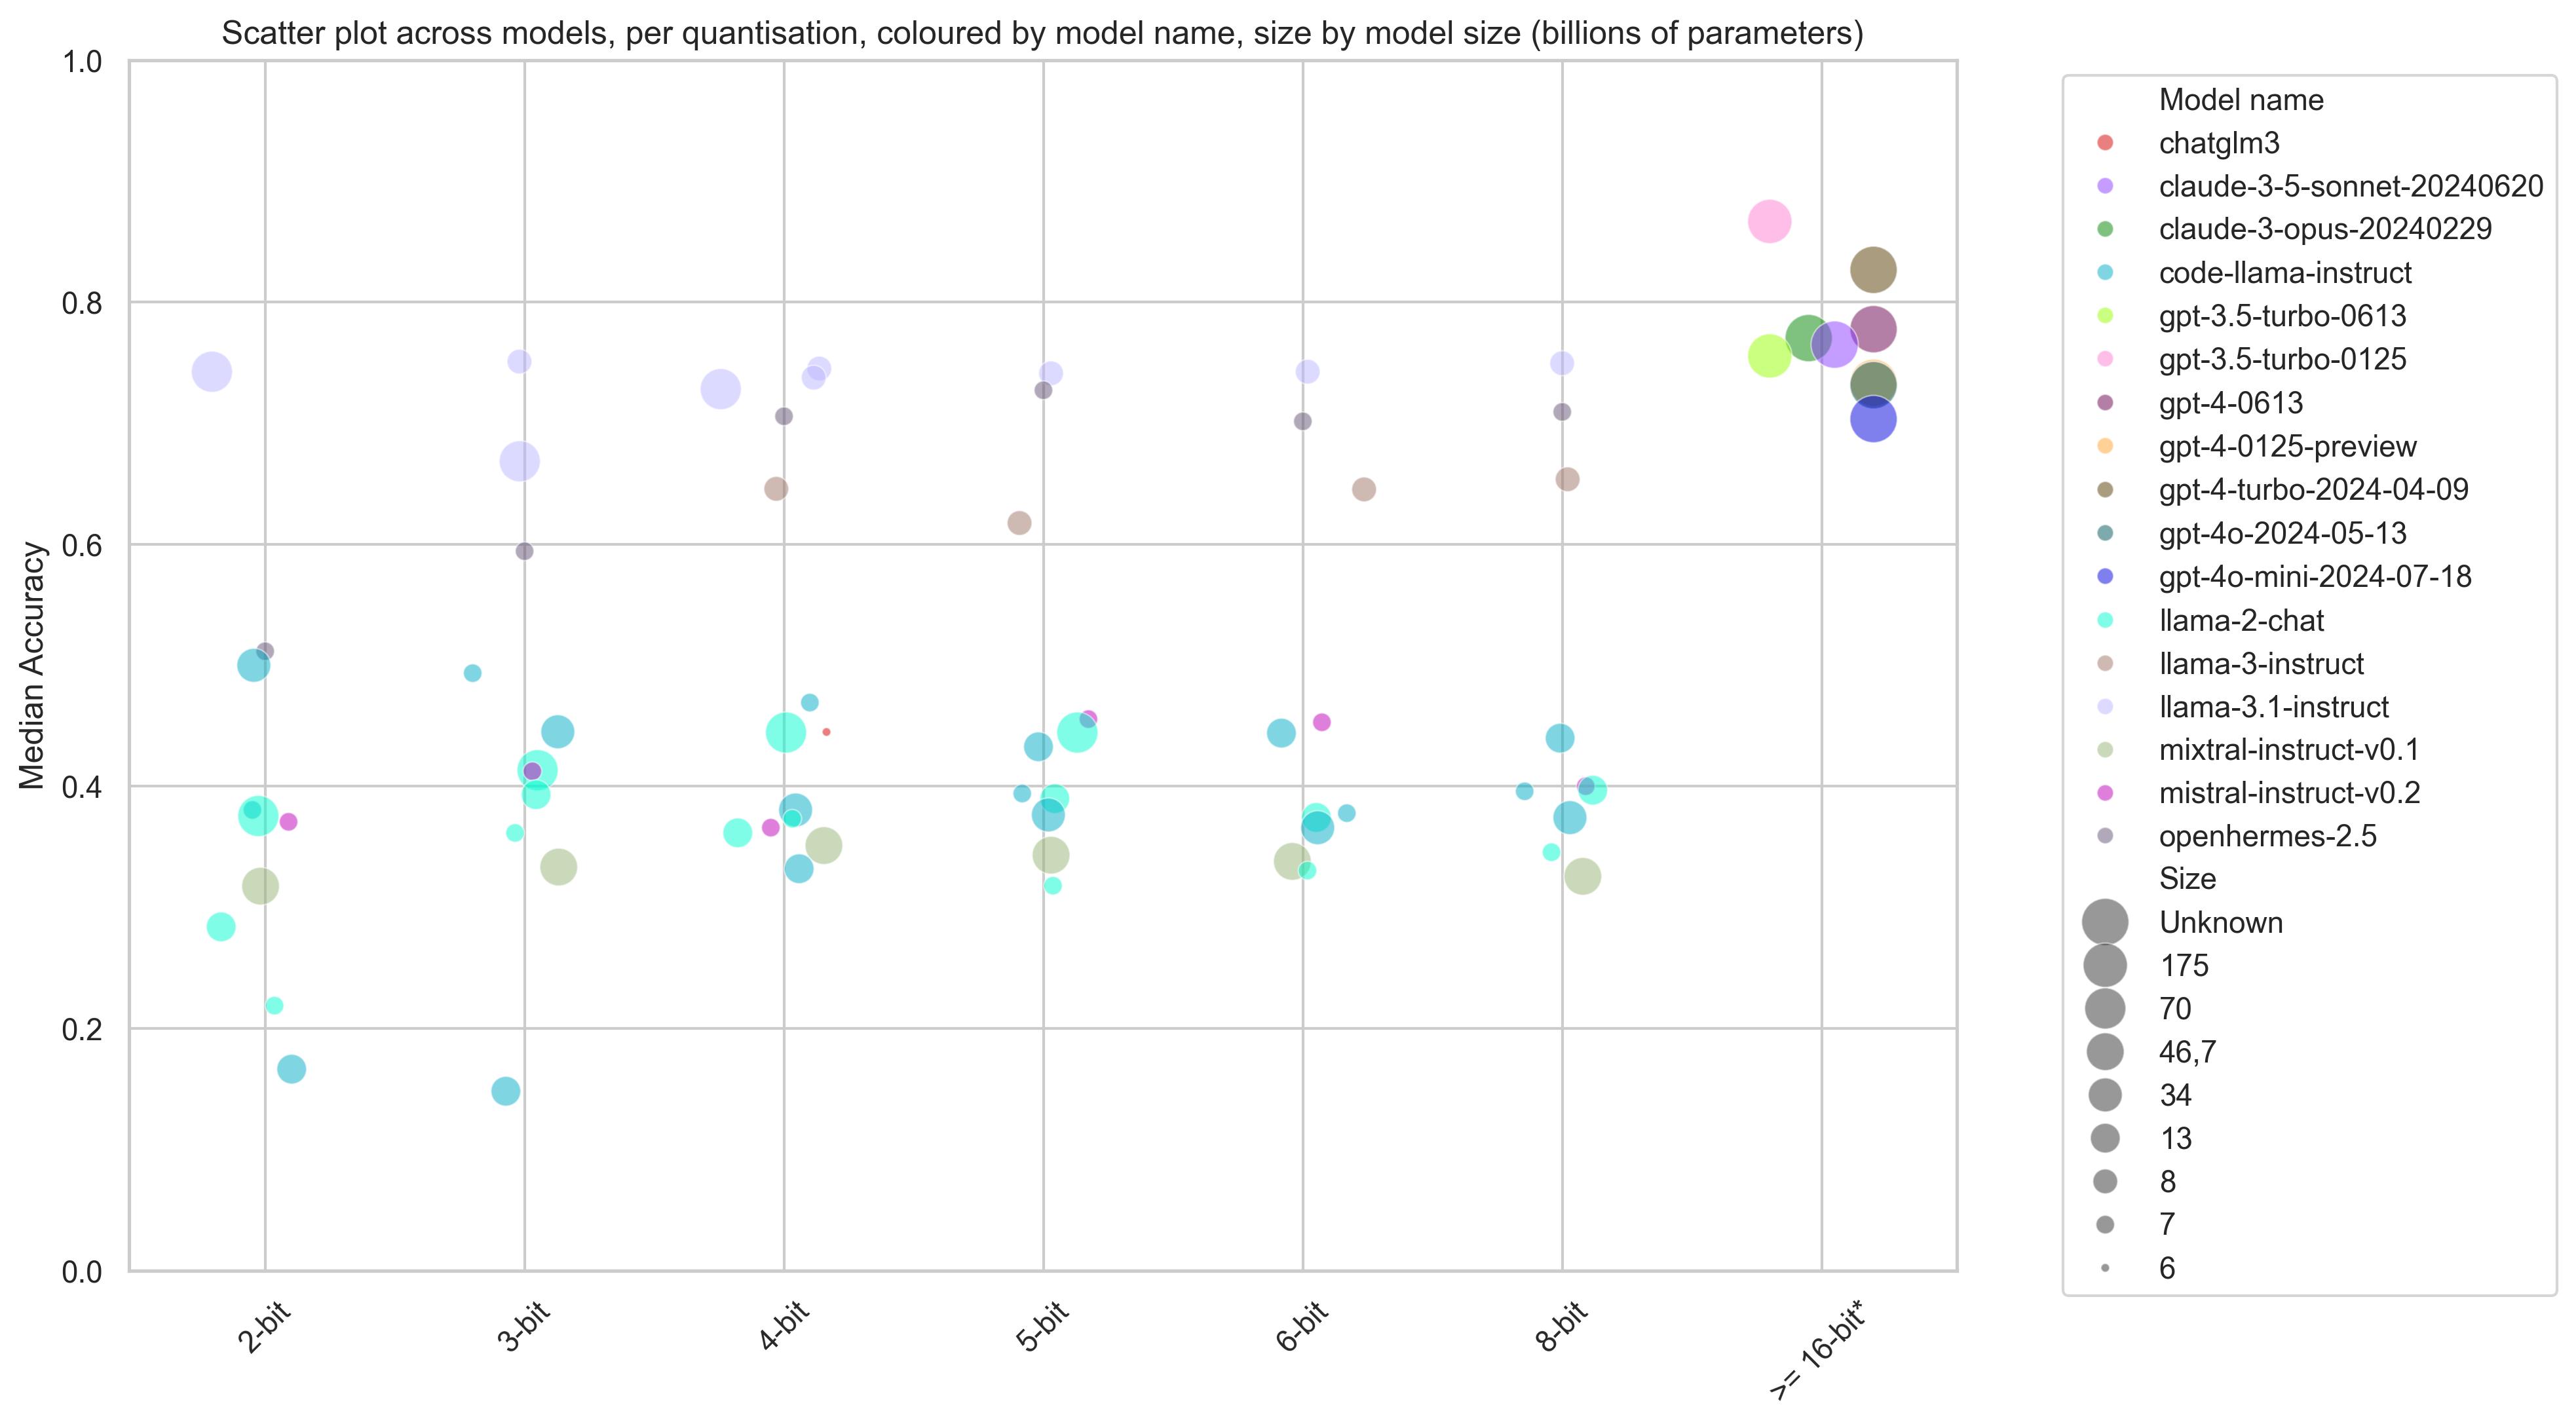 Scatter plot across models, per quantisation, coloured by model name, size by model size (billions of parameters)
Median Accuracy
1.0
0.8
0.6
0.4
0.2
0.0
2-bit
3-bit
4-bit
5-bit
6-bit
8-bit
>= 16-bit*
Model name
chatglm3
claude-3-5-sonnet-20240620
claude-3-opus-20240229
code-llama-instruct
gpt-3.5-turbo-0613
gpt-3.5-turbo-0125
gpt-4-0613
gpt-4-0125-preview
gpt-4-turbo-2024-04-09
gpt-4o-2024-05-13
gpt-4o-mini-2024-07-18
llama-2-chat
llama-3-instruct
llama-3.1-instruct
mixtral-instruct-v0.1
mistral-instruct-v0.2
openhermes-2.5
Size
Unknown
175
70
46,7
34
13
8
7
6